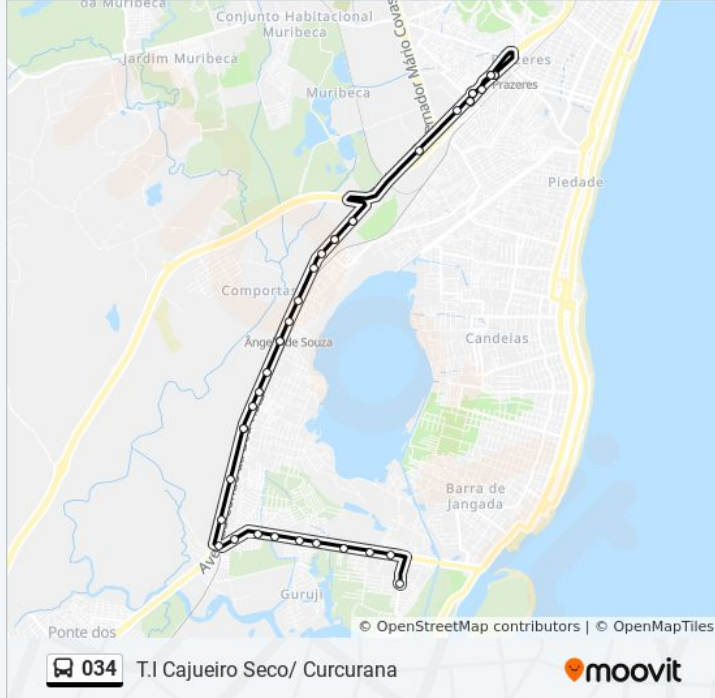 da Muribeca
Conjunto Habitacional
Muribeca
Jardim Muribeca
Muribeca
Prazeres
Piedade
Comportas
Candeias
Barra de
Jangada
Guruji
Ponte dos
© OpenStreetMap contributors | © OpenMapTiles
034 T.I Cajueiro Seco/ Curcurana
moovit